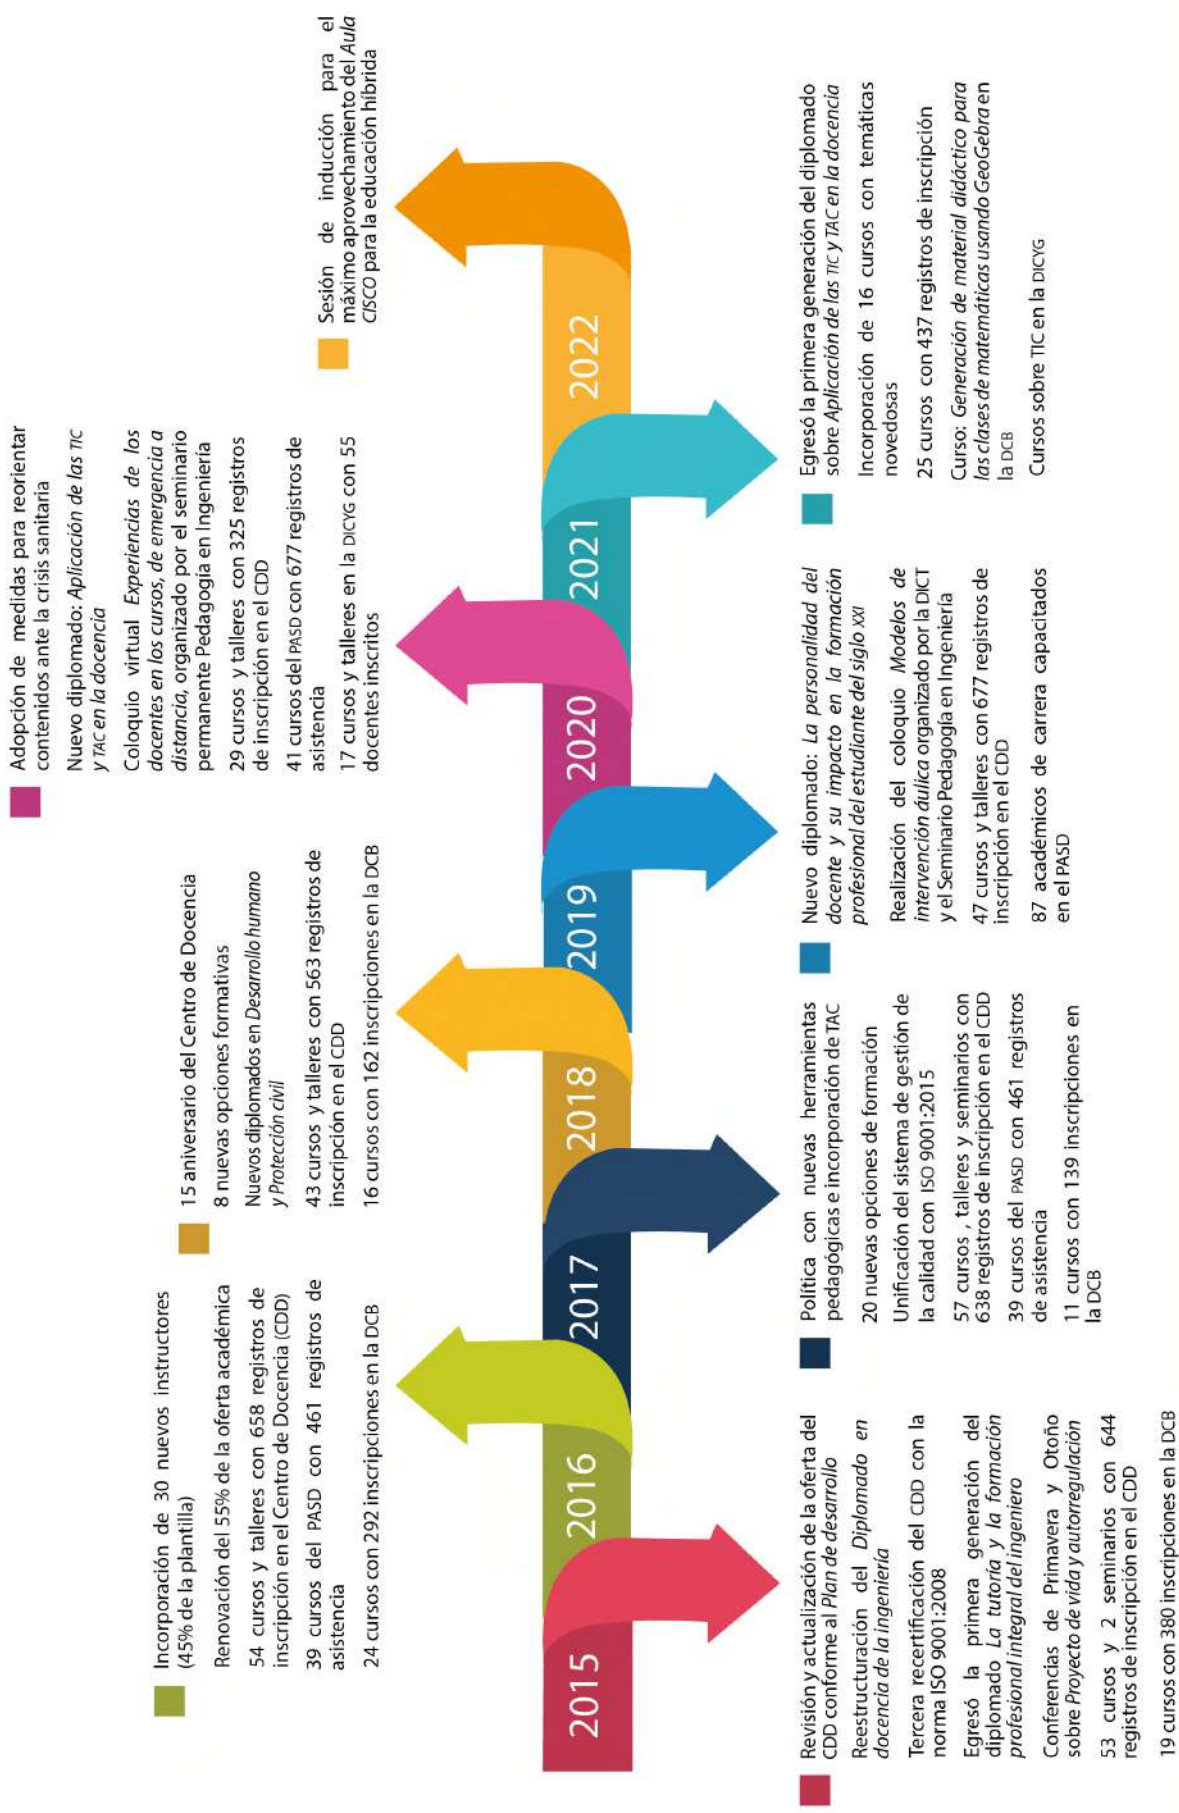 2015
Revisión y actualización de la oferta del
CDD conforme al Plan de desarrollo
Reestructuración del Diplomado en
docencia de la ingeniería
Tercera recertificación del CDD con la
norma ISO 9001:2008
Egresó la primera generación del
diplomado La tutoría y la formación
profesional integral del ingeniero
Conferencias de Primavera y Otoño
sobre Proyecto de vida y autorregulación
53 cursos y 2 seminarios con 644
registros de inscripción en el CDD
19 cursos con 380 inscripciones en la DCB
2016
Incorporación de 30 nuevos instructores
(45% de la plantilla)
Renovación del 55% de la oferta académica
54 cursos y talleres con 658 registros de
inscripción en el Centro de Docencia (CDD)
39 cursos del PASD con 461 registros de
asistencia
24 cursos con 292 inscripciones en la DCB
2017
Política con nuevas herramientas
pedagógicas e incorporación de TAC
20 nuevas opciones de formación
Unificación del sistema de gestión de
la calidad con ISO 9001:2015
57 cursos , talleres y seminarios con
638 registros de inscripción en el CDD
39 cursos del PASD con 461 registros
de asistencia
11 cursos con 139 inscripciones en
la DCB
2018
15 aniversario del Centro de Docencia
8 nuevas opciones formativas
Nuevos diplomados en Desarrollo humano
y Protección civil
43 cursos y talleres con 563 registros de
inscripción en el CDD
16 cursos con 162 inscripciones en la DCB
2019
Nuevo diplomado: La personalidad del
docente y su impacto en la formación
profesional del estudiante del siglo XXI
Realización del coloquio Modelos de
intervención áulica organizado por la DICT
y el Seminario Pedagogía en Ingeniería
47 cursos y talleres con 677 registros de
inscripción en el CDD
87 académicos de carrera capacitados
en el PASD
2020
Adopción de medidas para reorientar
contenidos ante la crisis sanitaria
Nuevo diplomado: Aplicación de las TIC
y TAC en la docencia
Coloquio virtual Experiencias de los
docentes en los cursos, de emergencia a
distancia, organizado por el seminario
permanente Pedagogía en Ingeniería
29 cursos y talleres con 325 registros
de inscripción en el CDD
41 cursos del PASD con 677 registros de
asistencia
17 cursos y talleres en la DICYG con 55
docentes inscritos
2021
Egresó la primera generación del diplomado
sobre Aplicación de las TIC y TAC en la docencia
Incorporación de 16 cursos con temáticas
novedosas
25 cursos con 437 registros de inscripción
Curso: Generación de material didáctico para
las clases de matemáticas usando GeoGebra en
la DCB
Cursos sobre TIC en la DICYG
2022
Sesión de inducción para el
máximo aprovechamiento del Aula
CISCO para la educación híbrida